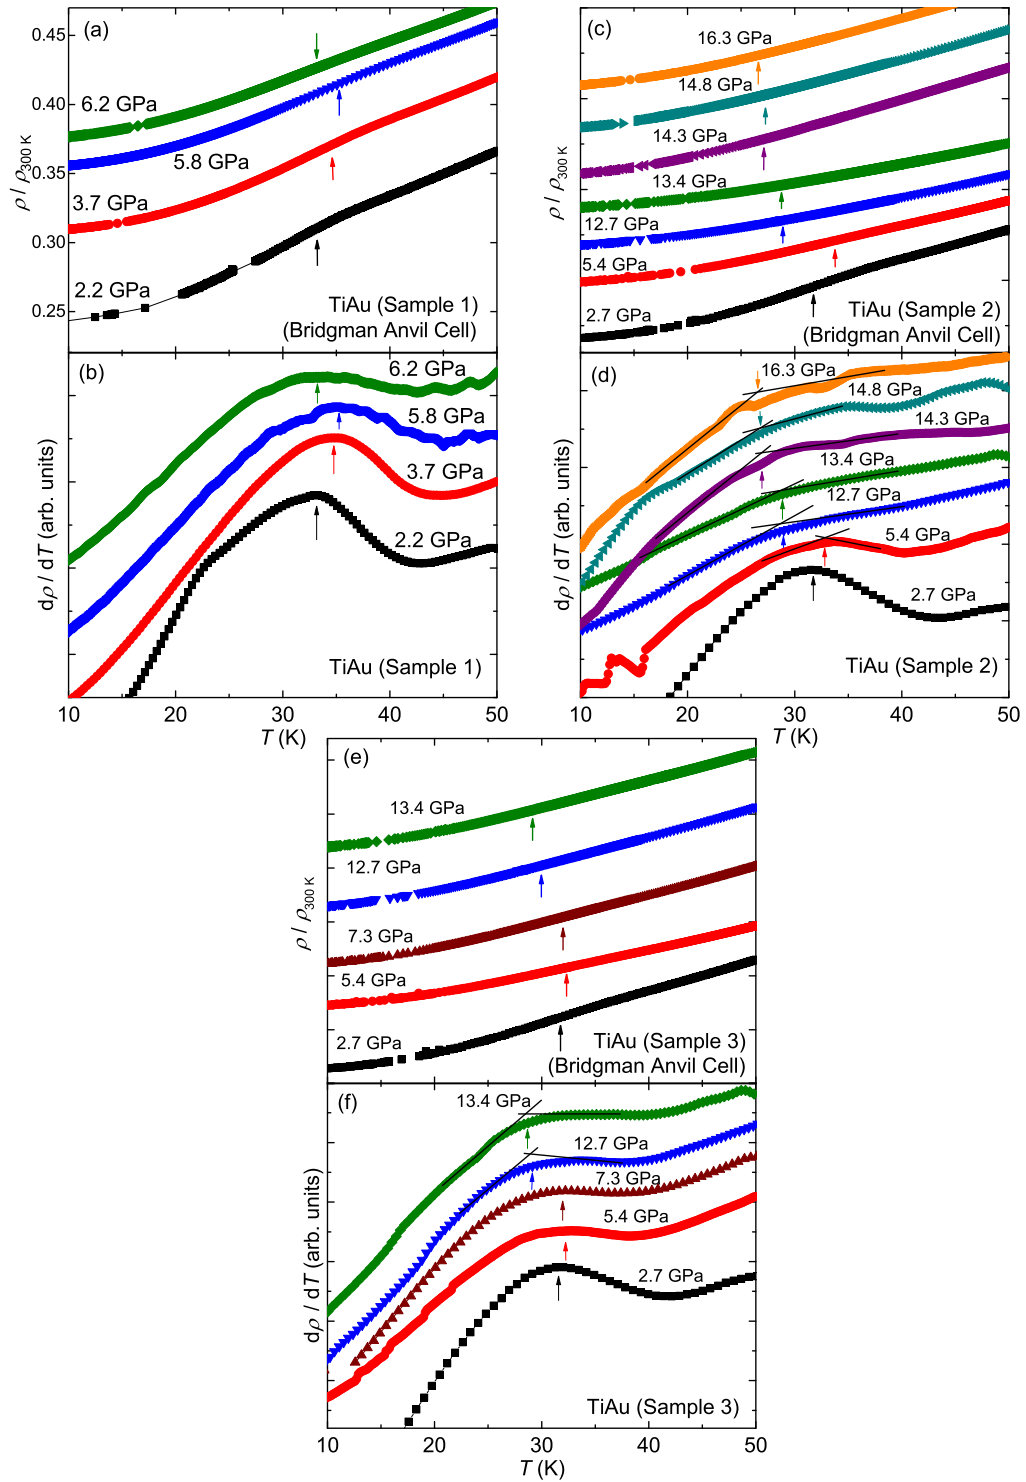 (a)
0.45
0.40
0.35
0.30
0.25
ρ / ρ300 K
6.2 GPa
5.8 GPa
3.7 GPa
2.2 GPa
TiAu (Sample 1)
(Bridgman Anvil Cell)
(b)
6.2 GPa
5.8 GPa
3.7 GPa
2.2 GPa
dρ / dT (arb. units)
TiAu (Sample 1)
10 20 30 40 50
T (K)
(c)
16.3 GPa
14.8 GPa
14.3 GPa
13.4 GPa
12.7 GPa
5.4 GPa
2.7 GPa
ρ / ρ300 K
TiAu (Sample 2)
(Bridgman Anvil Cell)
(d)
16.3 GPa
14.8 GPa
14.3 GPa
13.4 GPa
12.7 GPa
5.4 GPa
2.7 GPa
dρ / dT (arb. units)
TiAu (Sample 2)
10 20 30 40 50
T (K)
(e)
13.4 GPa
12.7 GPa
7.3 GPa
5.4 GPa
2.7 GPa
ρ / ρ300 K
TiAu (Sample 3)
(Bridgman Anvil Cell)
(f)
13.4 GPa
12.7 GPa
7.3 GPa
5.4 GPa
2.7 GPa
dρ / dT (arb. units)
TiAu (Sample 3)
10 20 30 40 50
T (K)